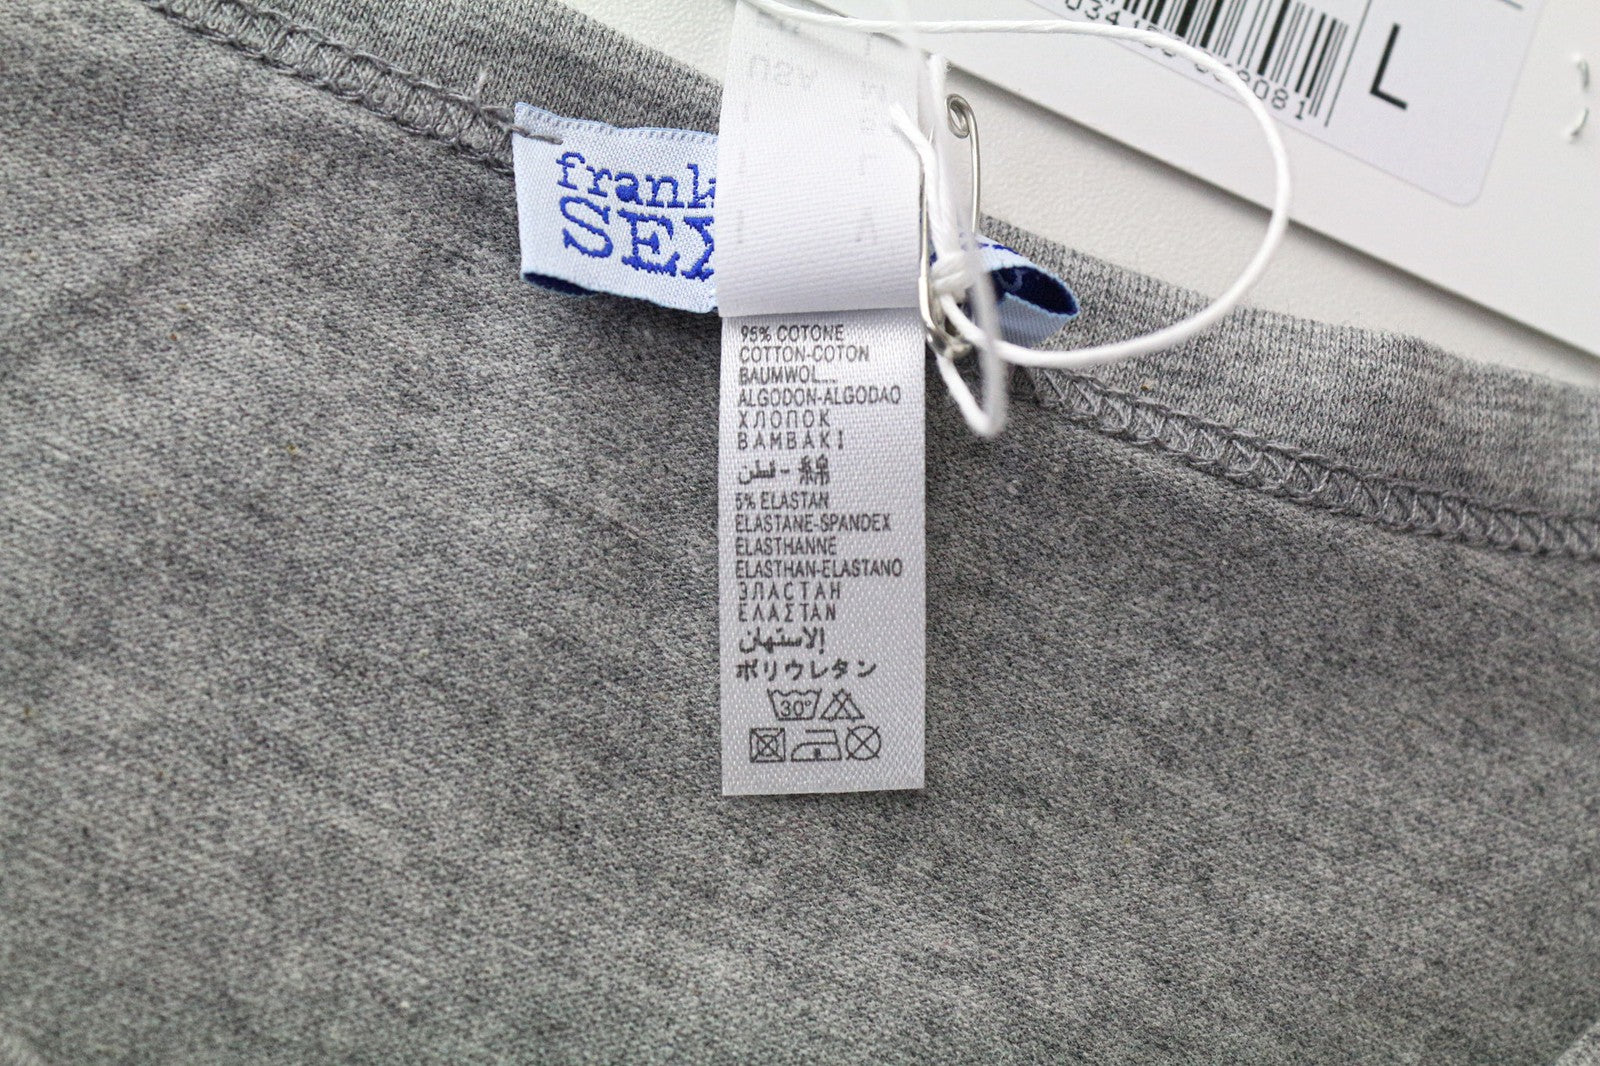 L
USA
frank
SEX
95% COTONE
COTTON-COTON
BAUMWOL
ALGODON-ALGODAO
ХЛОПОК
ΒΑΜΒΑΚΙ
قطن - 綿
5% ELASTAN
ELASTANE-SPANDEX
ELASTHANNE
ELASTHAN-ELASTANO
ЭЛАСТАН
ΕΛΑΣΤΑΝ
الاستهان
ポリウレタン
30°